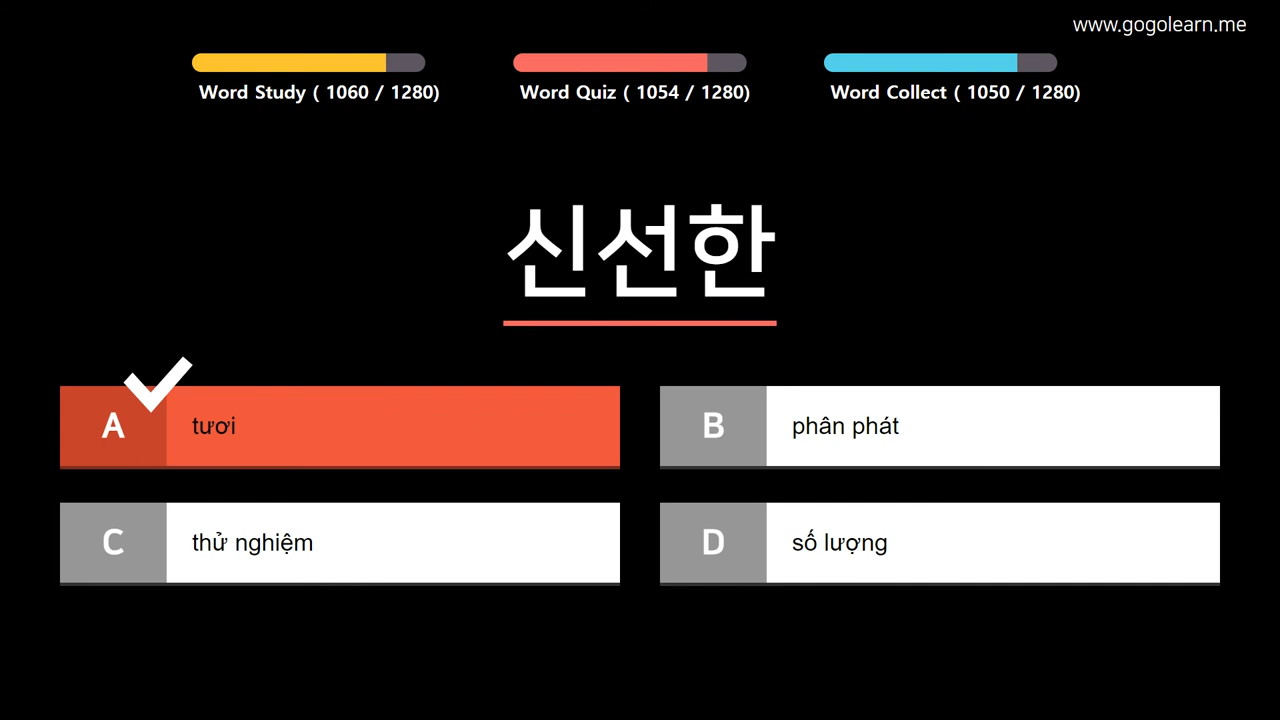 www.gogolearn.me
Word Study ( 1060 / 1280)
Word Quiz ( 1054 / 1280)
Word Collect ( 1050 / 1280)
신선한
A
tươi
B
phân phát
C
thử nghiệm
D
số lượng